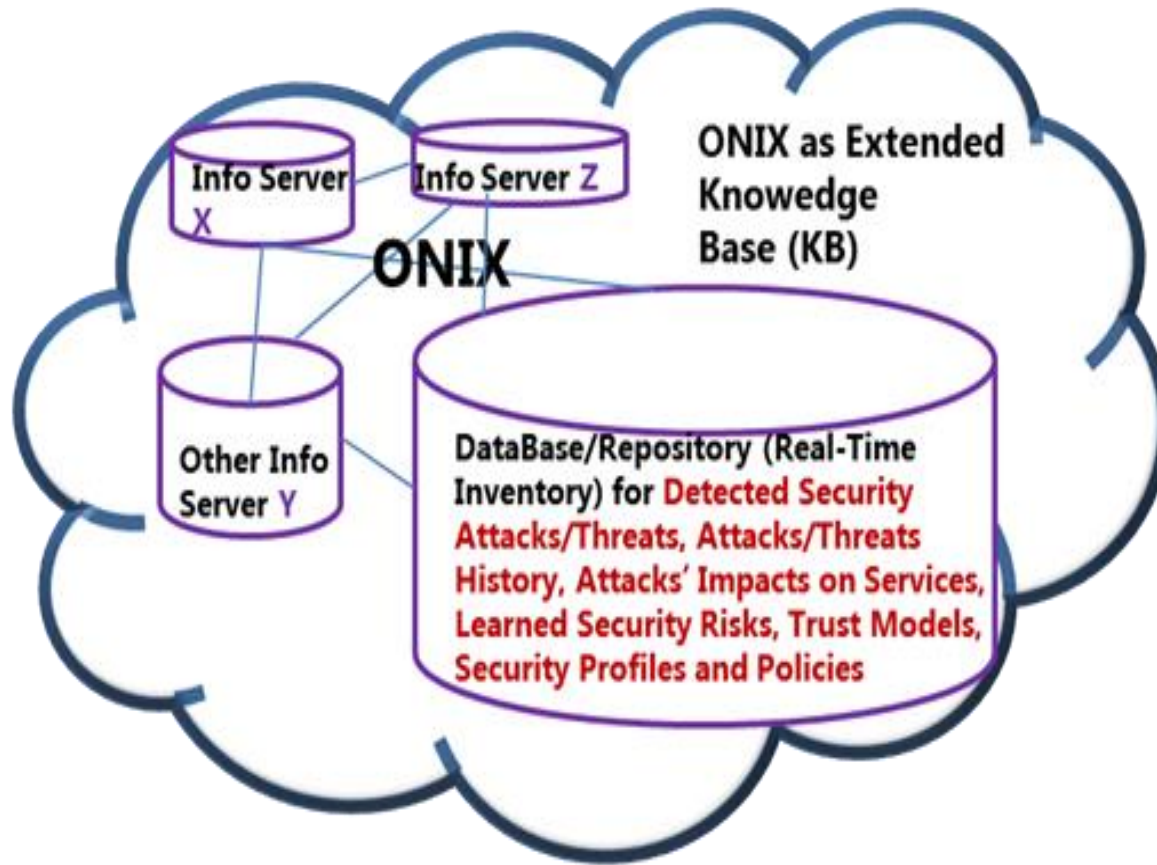 Info Server
X
Info Server Z
ONIX as Extended
Knowedge
Base (KB)
ONIX
Other Info
Server Y
DataBase/Repository (Real-Time
Inventory) for Detected Security
Attacks/Threats, Attacks/Threats
History, Attacks' Impacts on Services,
Learned Security Risks, Trust Models,
Security Profiles and Policies